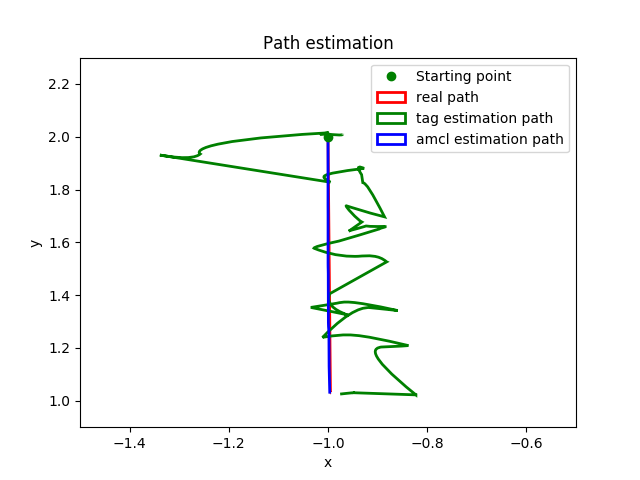 Path estimation
Starting point
real path
tag estimation path
amcl estimation path
2.2
2.0
1.8
1.6
1.4
1.2
1.0
y
−1.4
−1.2
−1.0
−0.8
−0.6
x